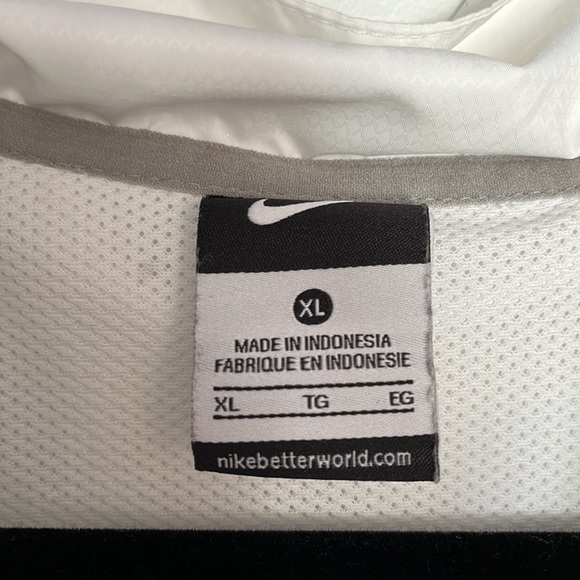 XL
MADE IN INDONESIA
FABRIQUE EN INDONESIE
XL TG EG
nikebetterworld.com